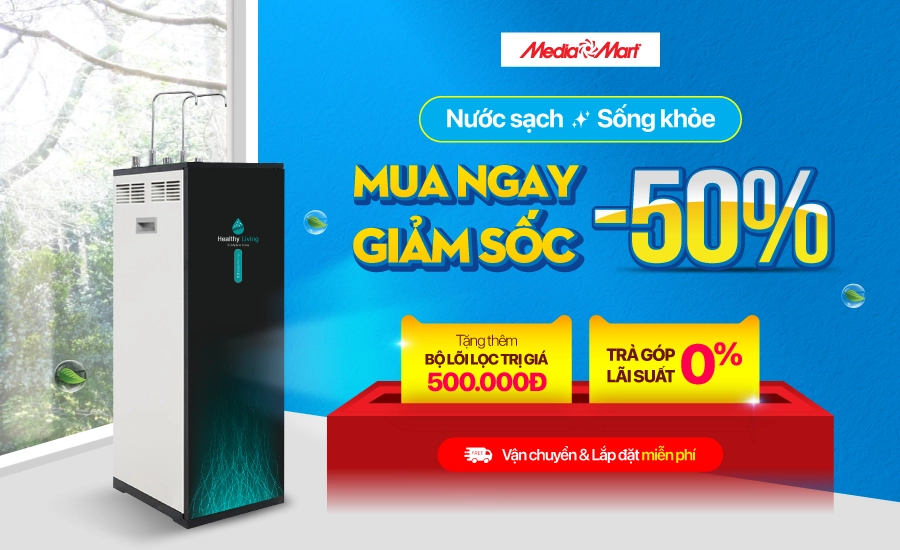 MediaMart
Nước sạch Sống khỏe
MUA NGAY
GIẢM SỐC
-50%
Healthy Living
Tặng thêm
BỘ LÕI LỌC TRỊ GIÁ
500.000Đ
TRẢ GÓP
LÃI SUẤT
0%
FREE
Vận chuyển & Lắp đặt miễn phí